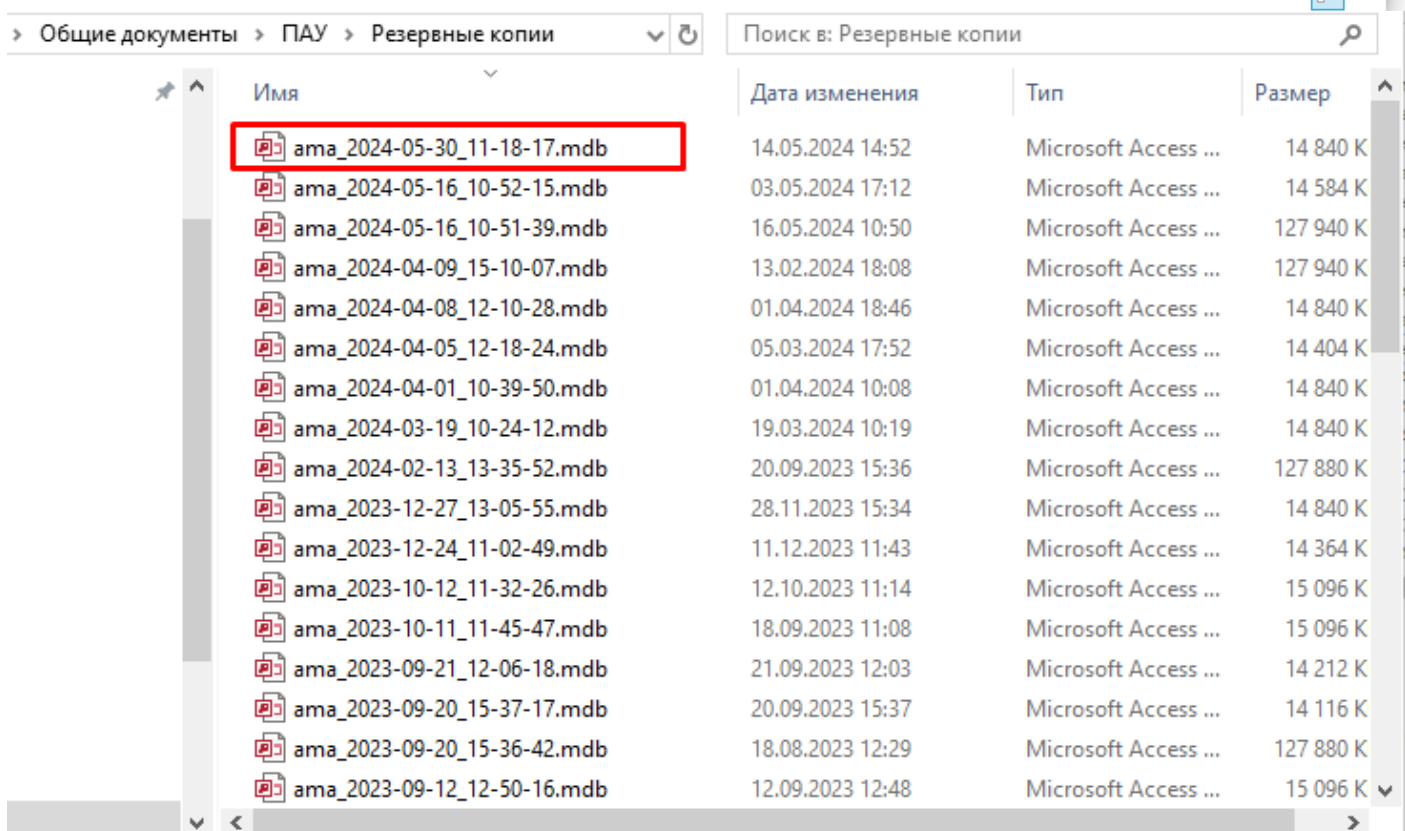 › Общие документы › ПАУ › Резервные копии Поиск в: Резервные копии
Имя Дата изменения Тип Размер
ama_2024-05-30_11-18-17.mdb 14.05.2024 14:52 Microsoft Access ... 14 840 К
ama_2024-05-16_10-52-15.mdb 03.05.2024 17:12 Microsoft Access ... 14 584 К
ama_2024-05-16_10-51-39.mdb 16.05.2024 10:50 Microsoft Access ... 127 940 К
ama_2024-04-09_15-10-07.mdb 13.02.2024 18:08 Microsoft Access ... 127 940 К
ama_2024-04-08_12-10-28.mdb 01.04.2024 18:46 Microsoft Access ... 14 840 К
ama_2024-04-05_12-18-24.mdb 05.03.2024 17:52 Microsoft Access ... 14 404 К
ama_2024-04-01_10-39-50.mdb 01.04.2024 10:08 Microsoft Access ... 14 840 К
ama_2024-03-19_10-24-12.mdb 19.03.2024 10:19 Microsoft Access ... 14 840 К
ama_2024-02-13_13-35-52.mdb 20.09.2023 15:36 Microsoft Access ... 127 880 К
ama_2023-12-27_13-05-55.mdb 28.11.2023 15:34 Microsoft Access ... 14 840 К
ama_2023-12-24_11-02-49.mdb 11.12.2023 11:43 Microsoft Access ... 14 364 К
ama_2023-10-12_11-32-26.mdb 12.10.2023 11:14 Microsoft Access ... 15 096 К
ama_2023-10-11_11-45-47.mdb 18.09.2023 11:08 Microsoft Access ... 15 096 К
ama_2023-09-21_12-06-18.mdb 21.09.2023 12:03 Microsoft Access ... 14 212 К
ama_2023-09-20_15-37-17.mdb 20.09.2023 15:37 Microsoft Access ... 14 116 К
ama_2023-09-20_15-36-42.mdb 18.08.2023 12:29 Microsoft Access ... 127 880 К
ama_2023-09-12_12-50-16.mdb 12.09.2023 12:48 Microsoft Access ... 15 096 К